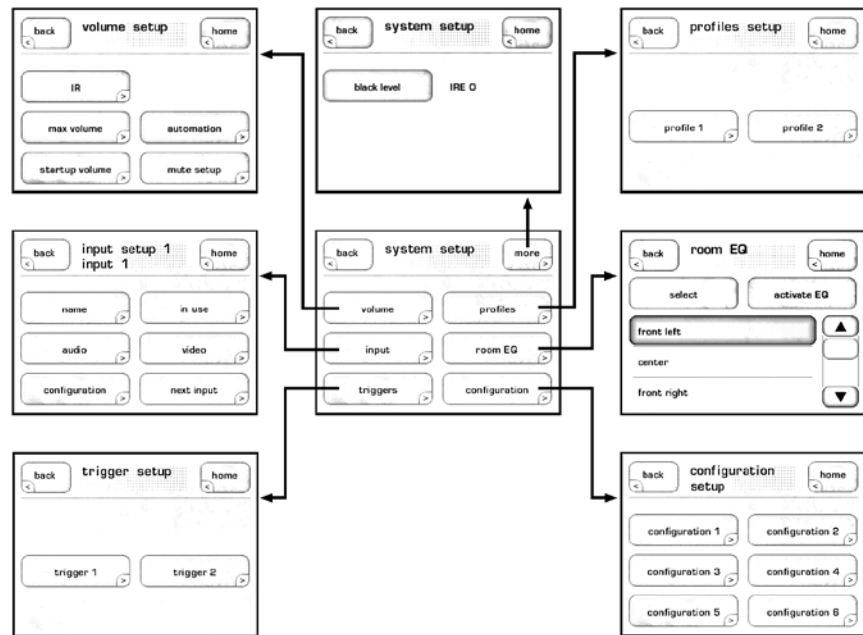 back
volume setup
home
IR
max volume
automation
startup volume
mute setup
back
system setup
home
black level
IRE 0
back
profiles setup
home
profile 1
profile 2
back
input setup 1
input 1
home
name
in use
audio
video
configuration
next input
back
system setup
more
volume
profiles
input
room EQ
triggers
configuration
back
room EQ
home
select
activate EQ
front left
center
front right
back
trigger setup
home
trigger 1
trigger 2
back
configuration
setup
home
configuration 1
configuration 2
configuration 3
configuration 4
configuration 5
configuration 6